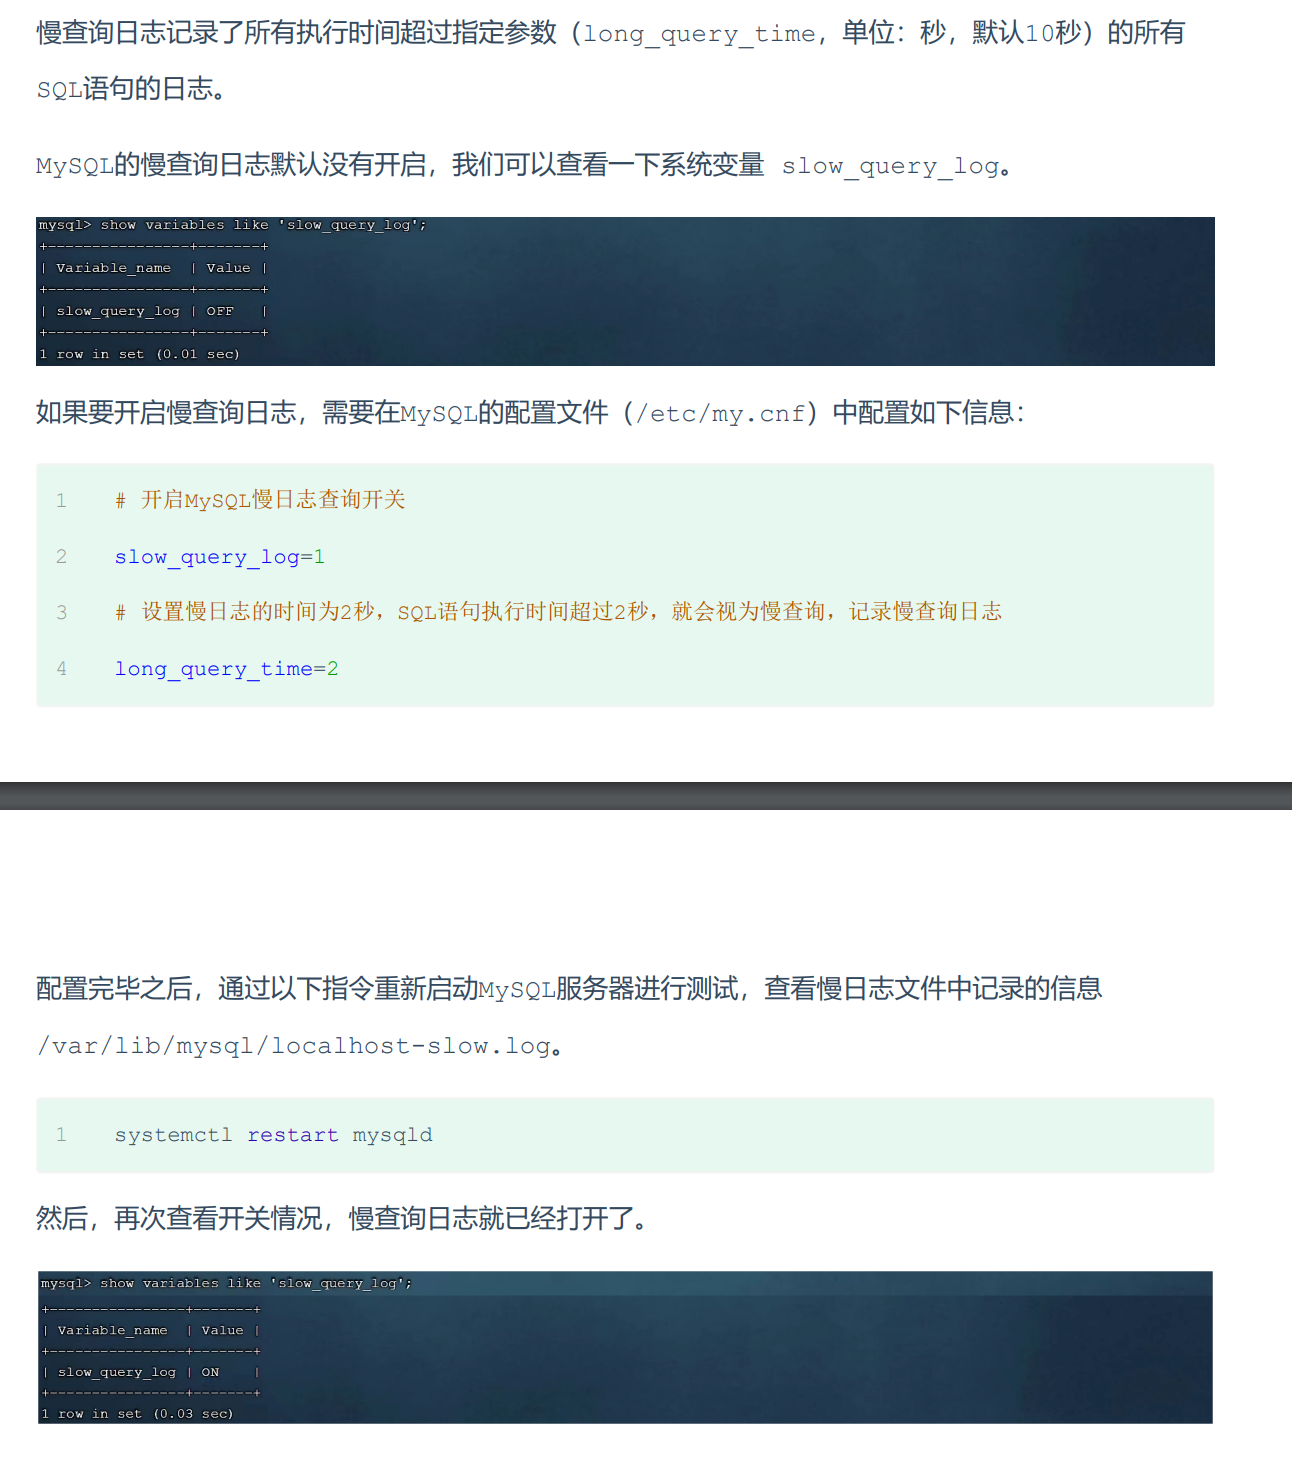 慢查询日志记录了所有执行时间超过指定参数（long_query_time，单位：秒，默认10秒）的所有
SQL语句的日志。
MySQL的慢查询日志默认没有开启，我们可以查看一下系统变量 slow_query_log。
mysql> show variables like 'slow_query_log';
+----------------+-------+
| Variable_name  | Value |
+----------------+-------+
| slow_query_log | OFF   |
+----------------+-------+
1 row in set (0.01 sec)
如果要开启慢查询日志，需要在MySQL的配置文件（/etc/my.cnf）中配置如下信息：
1 # 开启MySQL慢日志查询开关
2 slow_query_log=1
3 # 设置慢日志的时间为2秒，SQL语句执行时间超过2秒，就会视为慢查询，记录慢查询日志
4 long_query_time=2
配置完毕之后，通过以下指令重新启动MySQL服务器进行测试，查看慢日志文件中记录的信息
/var/lib/mysql/localhost-slow.log。
1 systemctl restart mysqld
然后，再次查看开关情况，慢查询日志就已经打开了。
mysql> show variables like 'slow_query_log';
+----------------+-------+
| Variable_name  | Value |
+----------------+-------+
| slow_query_log | ON    |
+----------------+-------+
1 row in set (0.03 sec)